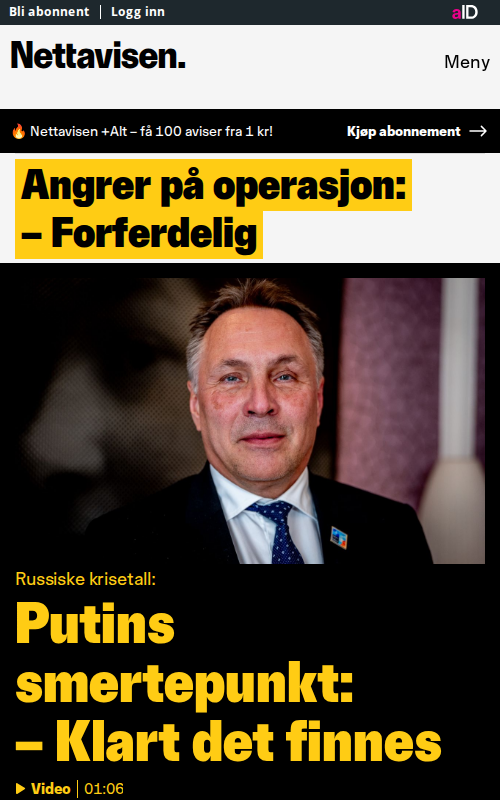 Bli abonnent | Logg inn
aID
Nettavisen.
Meny
🔥 Nettavisen +Alt – få 100 aviser fra 1 kr!
Kjøp abonnement →
Angrer på operasjon:
– Forferdelig
Russiske krisetall:
Putins
smertepunkt:
– Klart det finnes
Video | 01:06